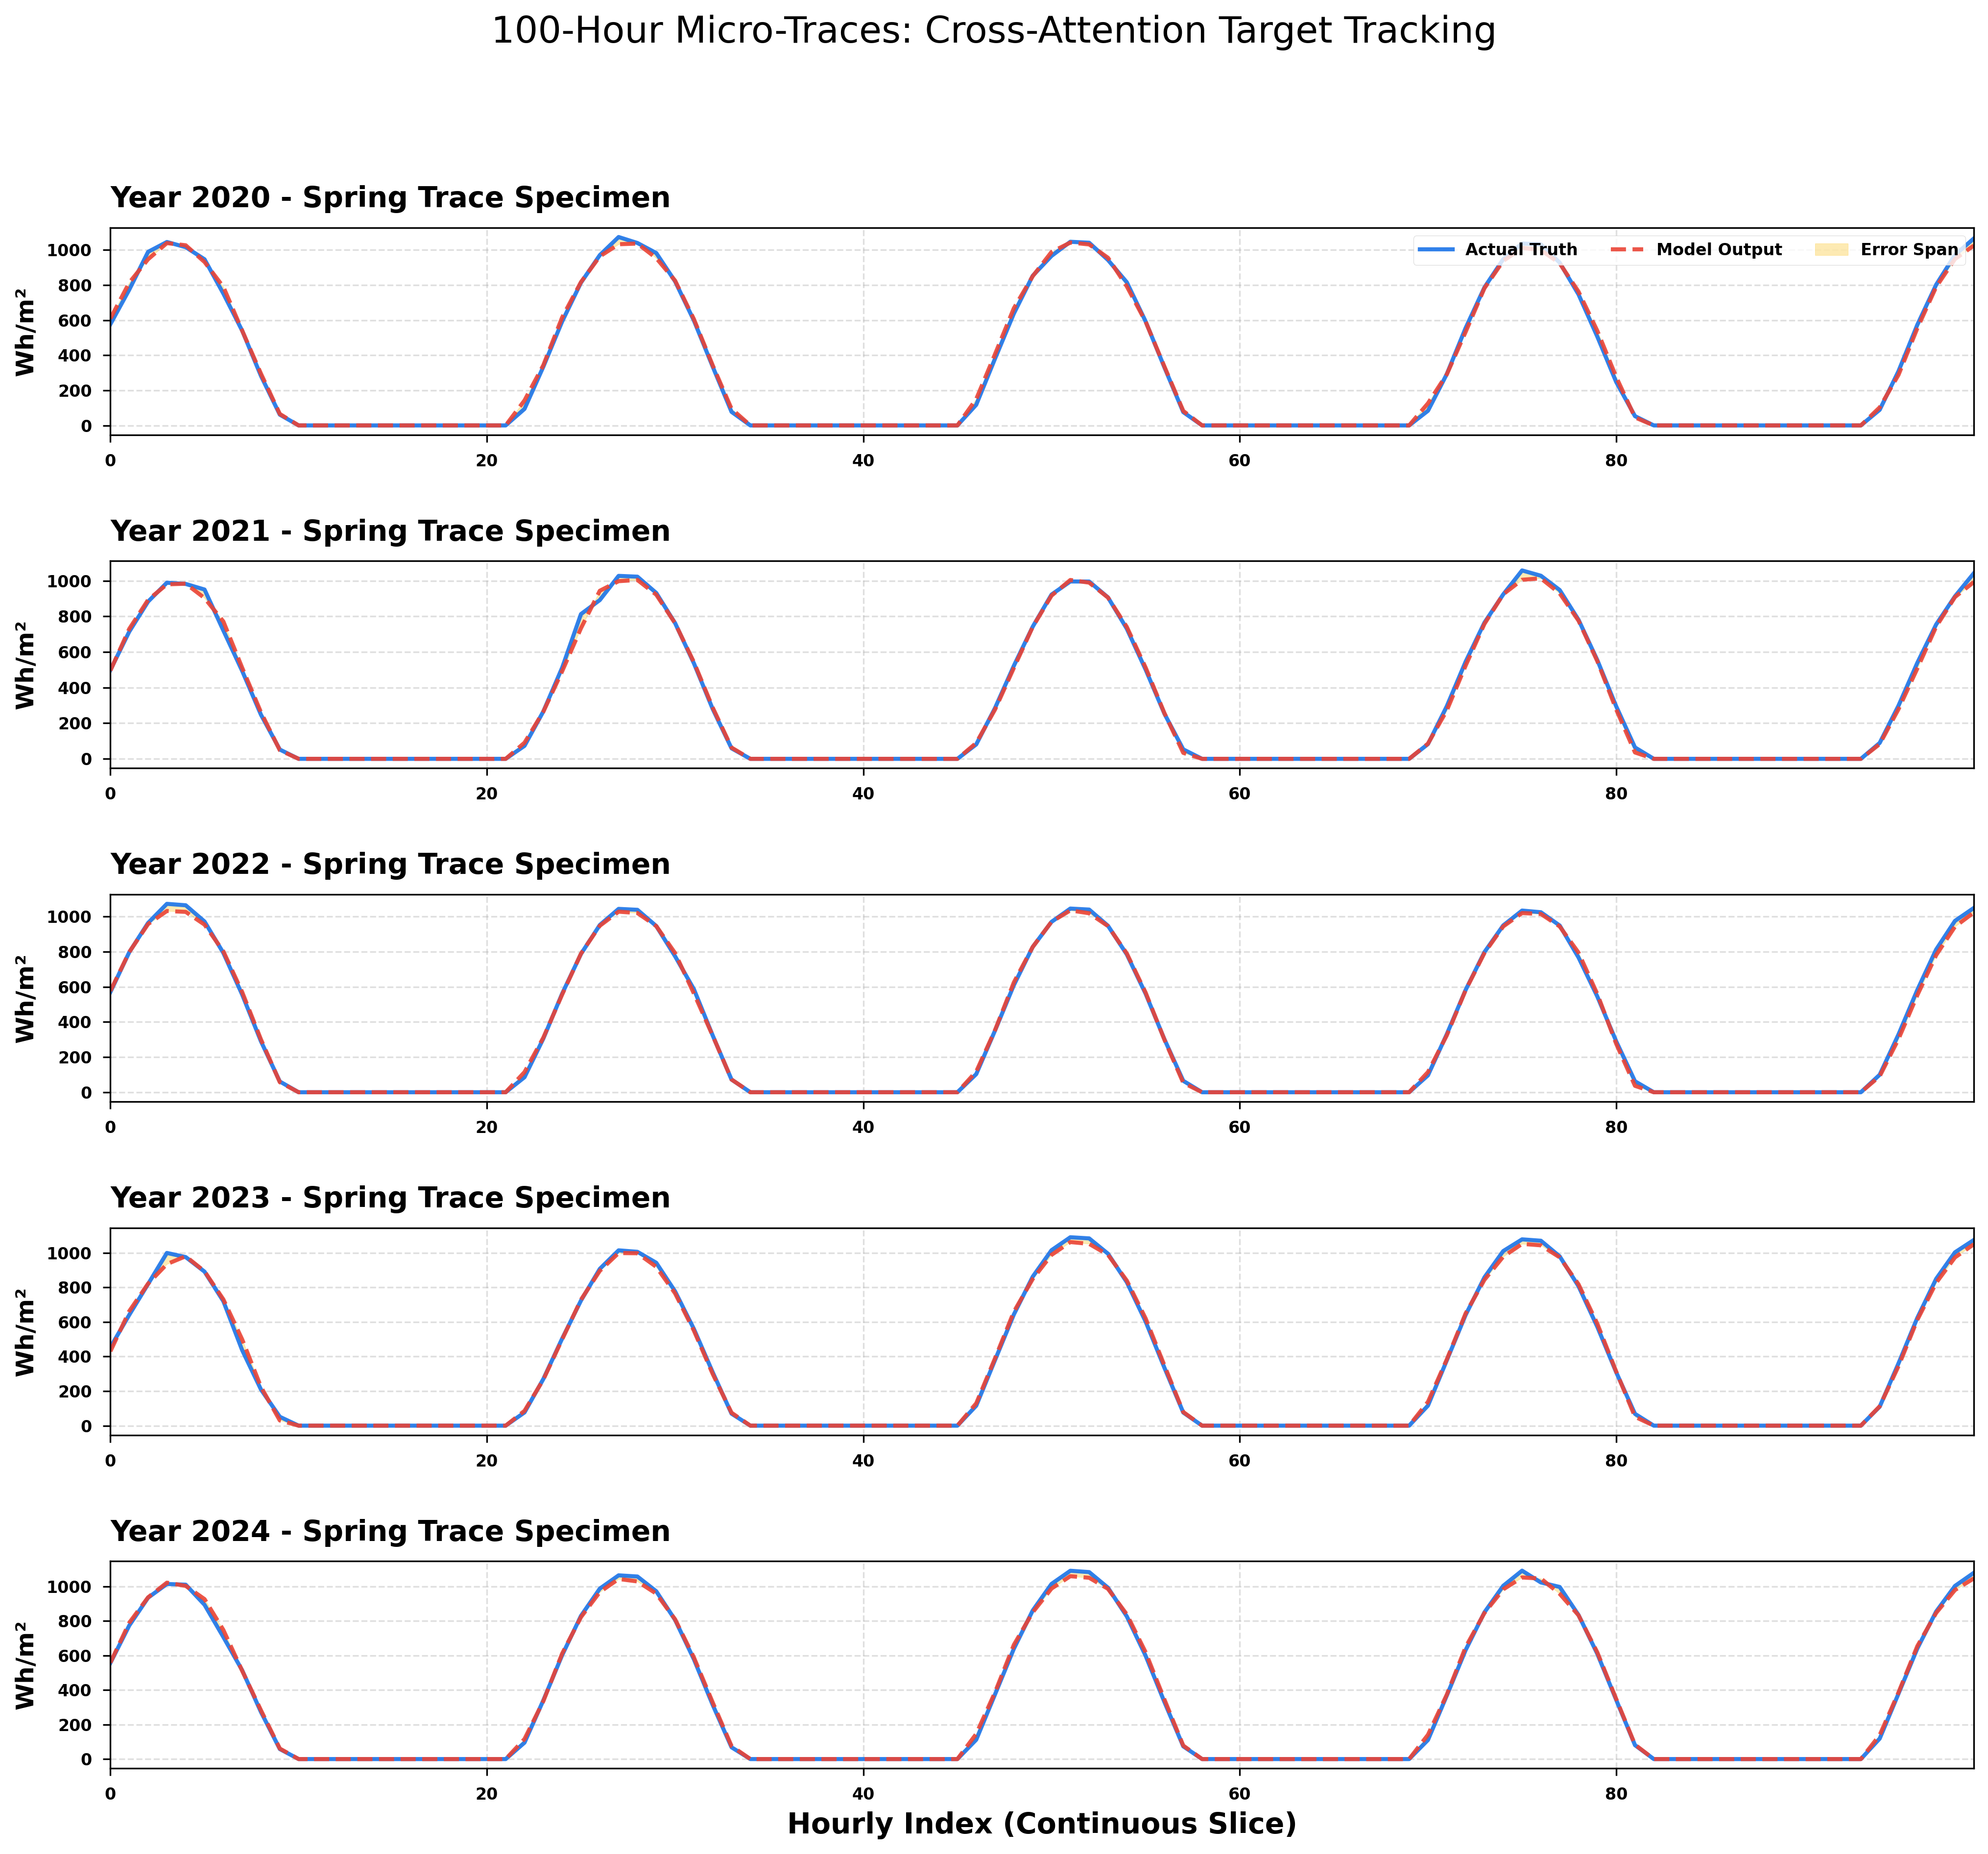 100-Hour Micro-Traces: Cross-Attention Target Tracking
Year 2020 - Spring Trace Specimen
Wh/m²
1000
800
600
400
200
0
Actual Truth Model Output Error Span
0 20 40 60 80
Year 2021 - Spring Trace Specimen
Wh/m²
1000
800
600
400
200
0
0 20 40 60 80
Year 2022 - Spring Trace Specimen
Wh/m²
1000
800
600
400
200
0
0 20 40 60 80
Year 2023 - Spring Trace Specimen
Wh/m²
1000
800
600
400
200
0
0 20 40 60 80
Year 2024 - Spring Trace Specimen
Wh/m²
1000
800
600
400
200
0
0 20 40 60 80
Hourly Index (Continuous Slice)